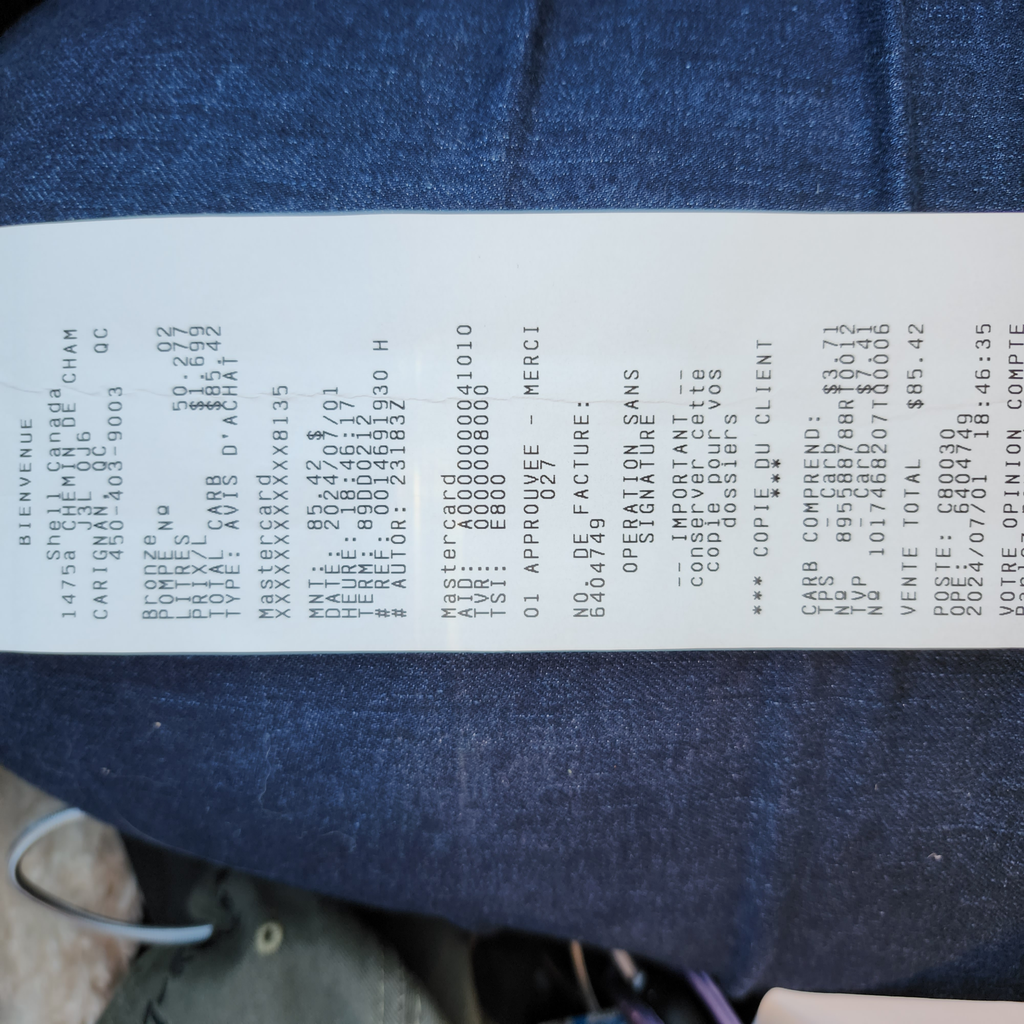 BIENVENUE
Shell Canada
1475a CHEMIN DE CHAM
J3L 0J6
CARIGNAN, QC, QC
450-403-9003
Bronze
POMPE Nº 02
LITRES 50.277
PRIX/L $1.699
TOTAL CARB $85.42
TYPE: AVIS D'ACHAT
Mastercard
XXXXXXXXXXXX8135
MNT: 85.42 $
DATE: 2024/07/01
HEURE: 18:46:17
TERM: 89D00212
# REF: 0014691930 H
# AUTOR: 23183Z
Mastercard
AID: A0000000041010
TVR: 0000008000
TSI: E800
01 APPROUVEE - MERCI
027
NO. DE FACTURE:
6404749
OPERATION SANS
SIGNATURE
-- IMPORTANT --
conserver cette
copie pour vos
dossiers
*** COPIE DU CLIENT
***
CARB COMPREND:
TPS - Carb $3.71
Nº 895588788RT0012
TVP - Carb $7.41
Nº 1017468207TQ0006
VENTE TOTAL $85.42
POSTE: C80030
OPE: 6404749
2024/07/01 18:46:35
VOTRE OPINION COMPTE